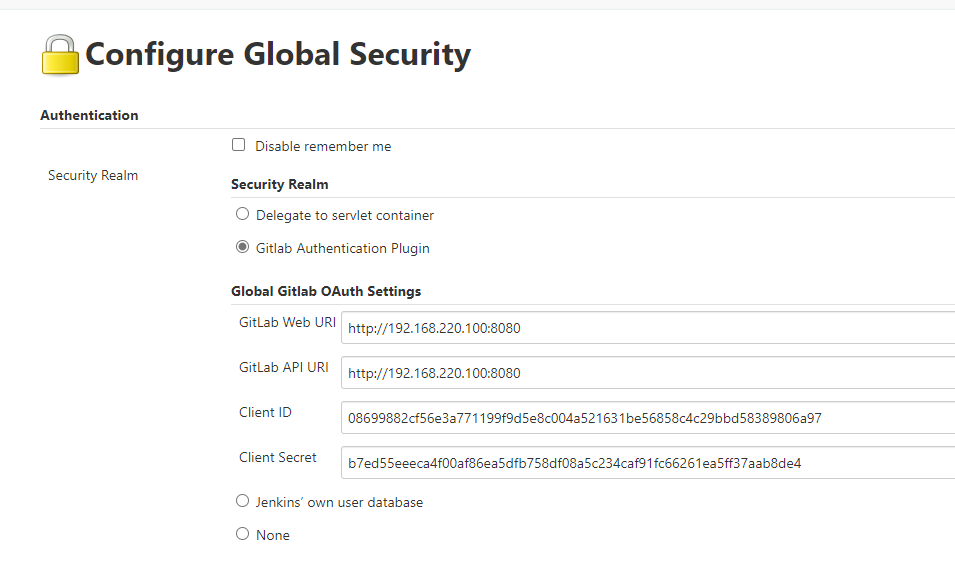 Configure Global Security
Authentication
Disable remember me
Security Realm
Security Realm
Delegate to servlet container
Gitlab Authentication Plugin
Global Gitlab OAuth Settings
GitLab Web URI http://192.168.220.100:8080
GitLab API URI http://192.168.220.100:8080
Client ID 08699882cf56e3a771199f9d5e8c004a521631be56858c4c29bbd58389806a97
Client Secret b7ed55eeeca4f00af86ea5dfb758df08a5c234caf91fc66261ea5ff37aab8de4
Jenkins’ own user database
None